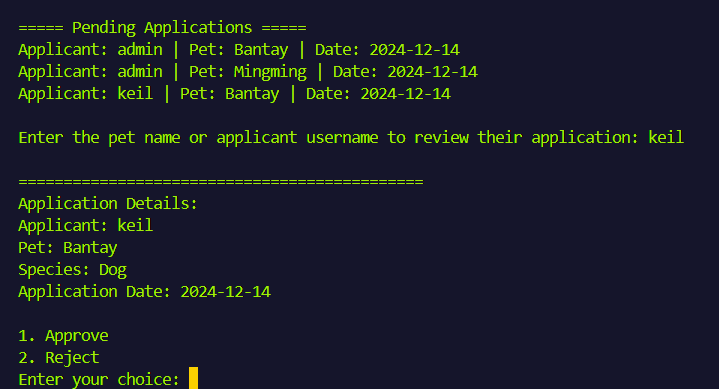 ===== Pending Applications =====
Applicant: admin | Pet: Bantay | Date: 2024-12-14
Applicant: admin | Pet: Mingming | Date: 2024-12-14
Applicant: keil | Pet: Bantay | Date: 2024-12-14
Enter the pet name or applicant username to review their application: keil
=============================================
Application Details:
Applicant: keil
Pet: Bantay
Species: Dog
Application Date: 2024-12-14
1. Approve
2. Reject
Enter your choice: